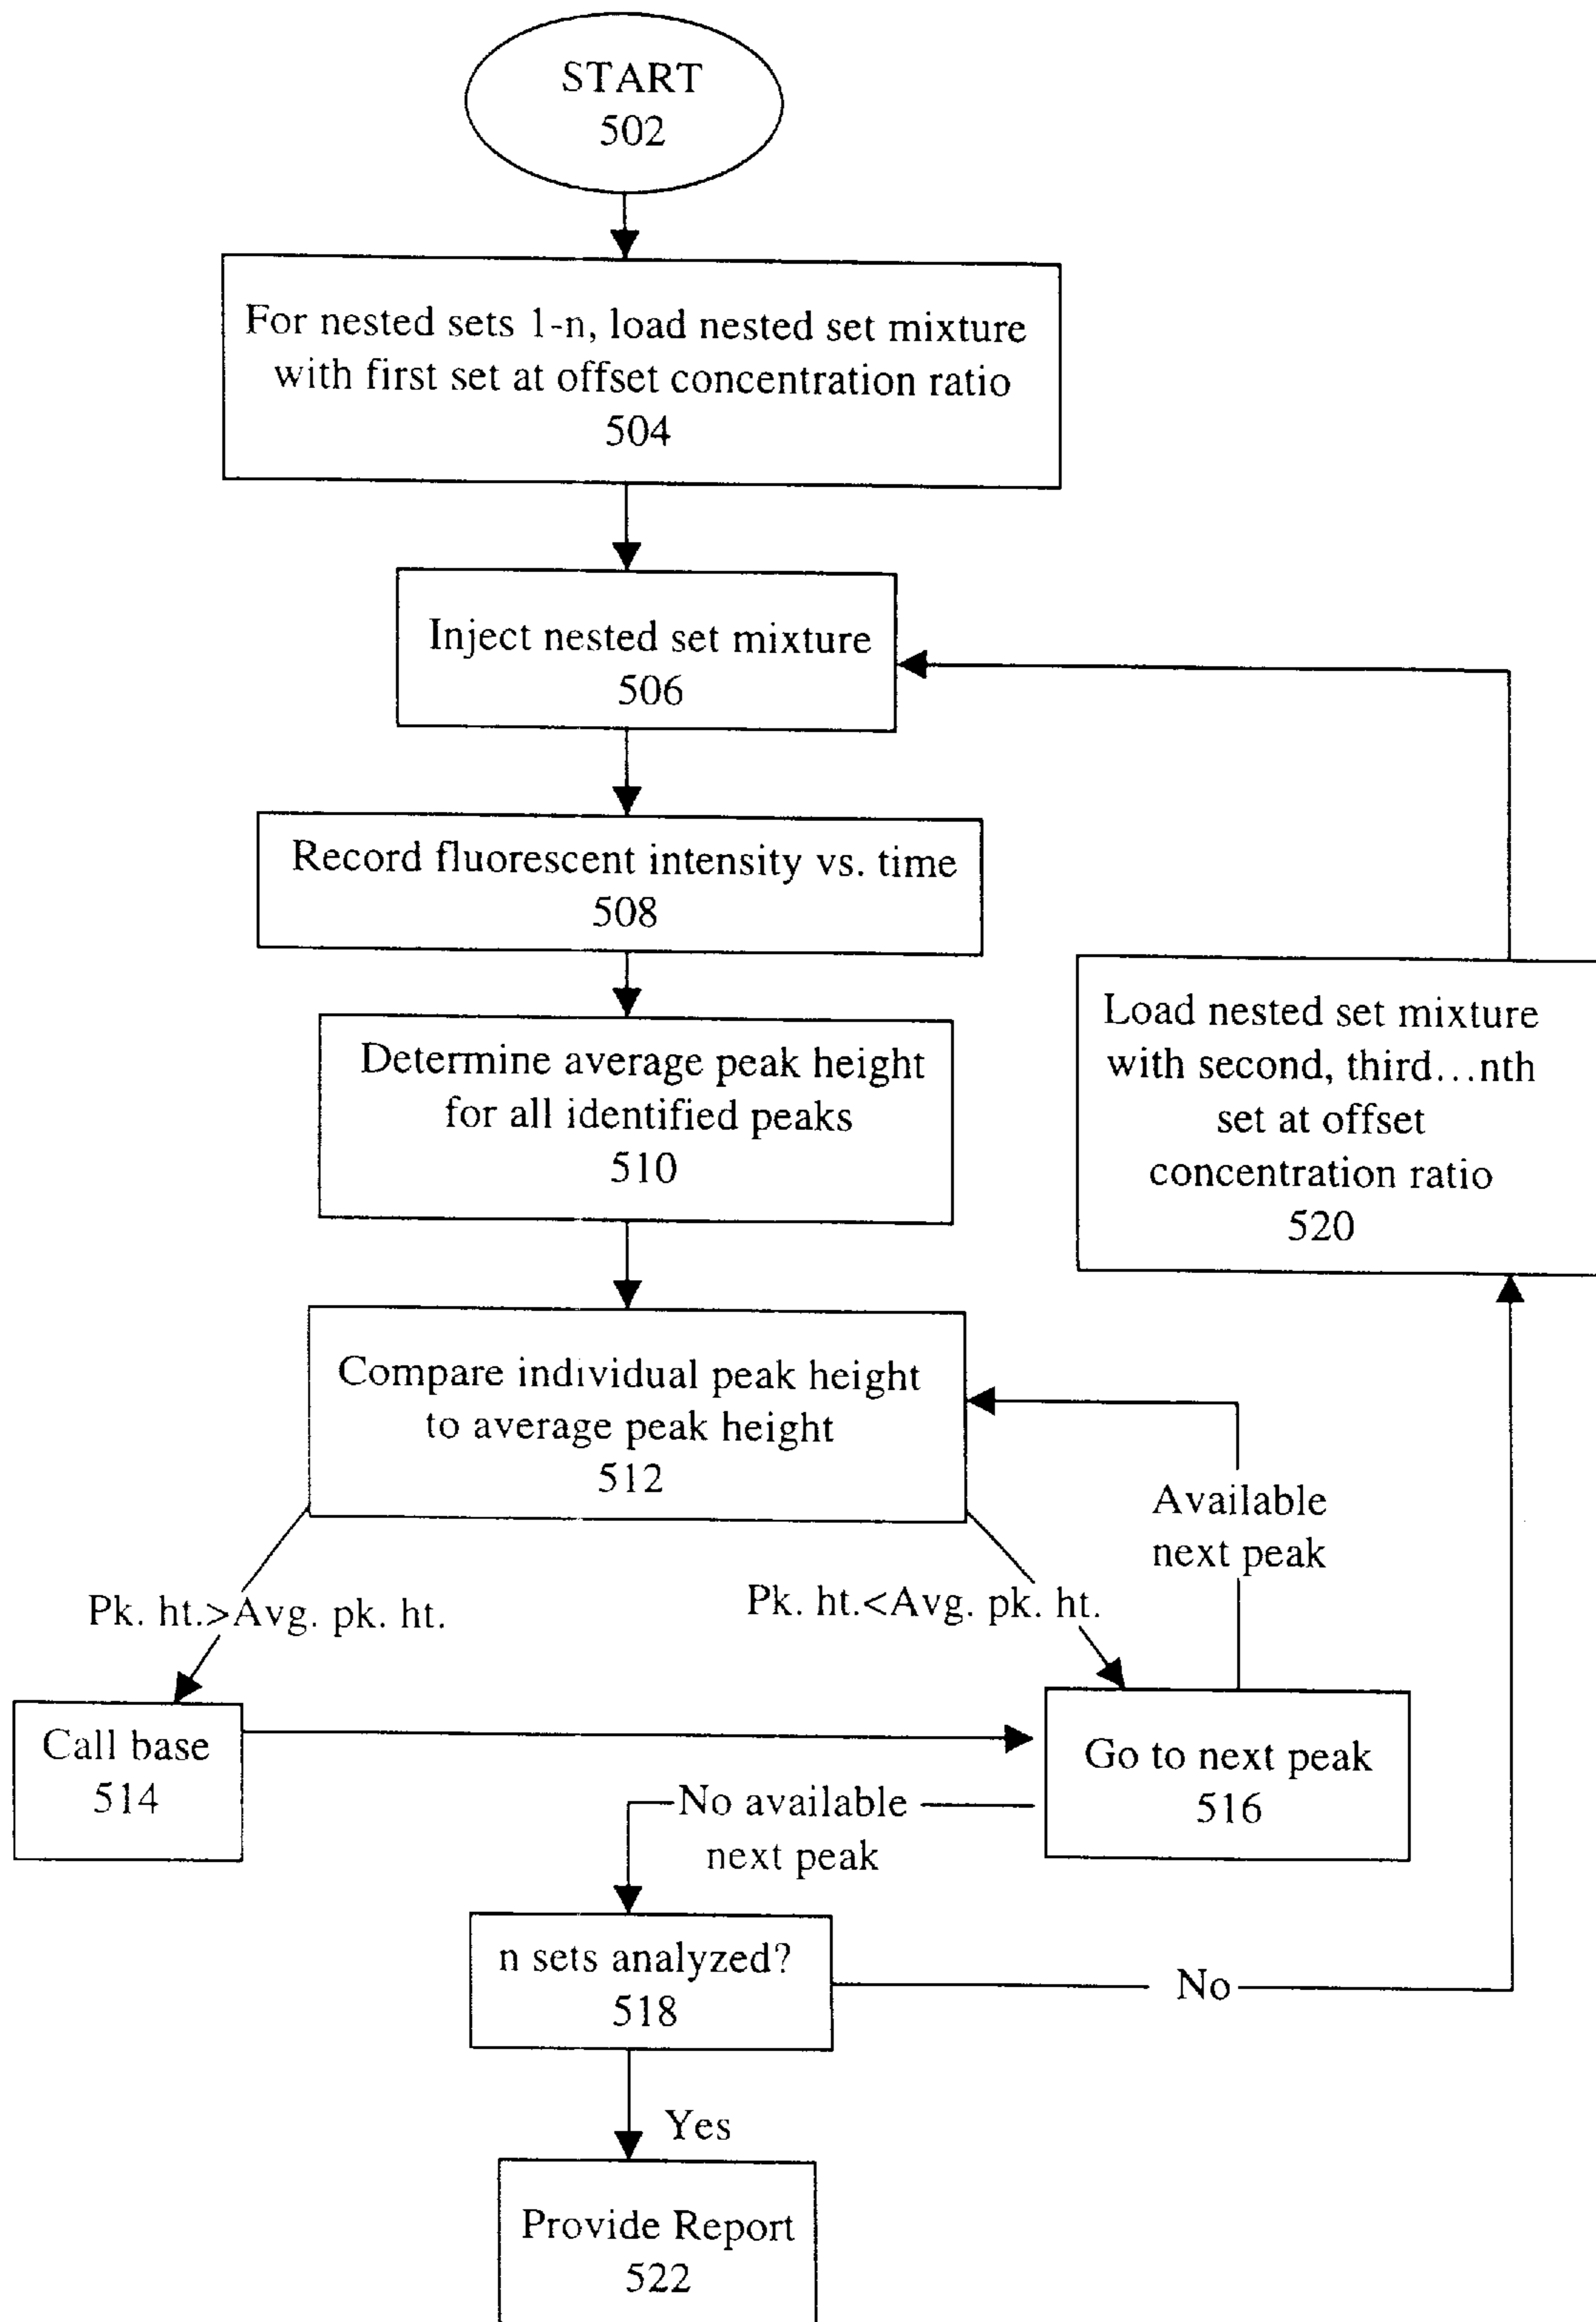 START
502
For nested sets 1-n, load nested set mixture
with first set at offset concentration ratio
504
Inject nested set mixture
506
Record fluorescent intensity vs. time
508
Determine average peak height
for all identified peaks
510
Load nested set mixture
with second, third...nth
set at offset
concentration ratio
520
Compare individual peak height
to average peak height
512
Available
next peak
Pk. ht.>Avg. pk. ht.
Pk. ht.<Avg. pk. ht.
Call base
514
Go to next peak
516
No available
next peak
n sets analyzed?
518
No
Yes
Provide Report
522